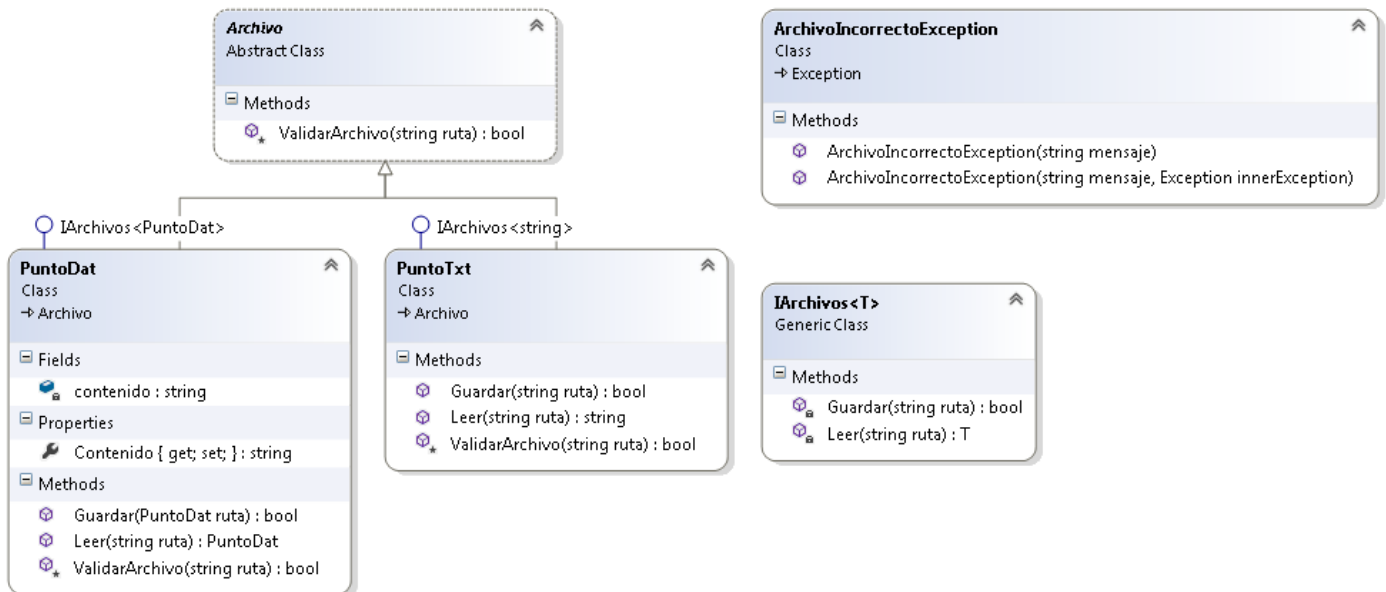 Archivo
Abstract Class
Methods
ValidarArchivo(string ruta) : bool
ArchivoIncorrectoException
Class
Exception
Methods
ArchivoIncorrectoException(string mensaje)
ArchivoIncorrectoException(string mensaje, Exception innerException)
IArchivos<PuntoDat>
PuntoDat
Class
Archivo
Fields
contenido : string
Properties
Contenido { get; set; } : string
Methods
Guardar(PuntoDat ruta) : bool
Leer(string ruta) : PuntoDat
ValidarArchivo(string ruta) : bool
IArchivos<string>
PuntoTxt
Class
Archivo
Methods
Guardar(string ruta) : bool
Leer(string ruta) : string
ValidarArchivo(string ruta) : bool
IArchivos<T>
Generic Class
Methods
Guardar(string ruta) : bool
Leer(string ruta) : T